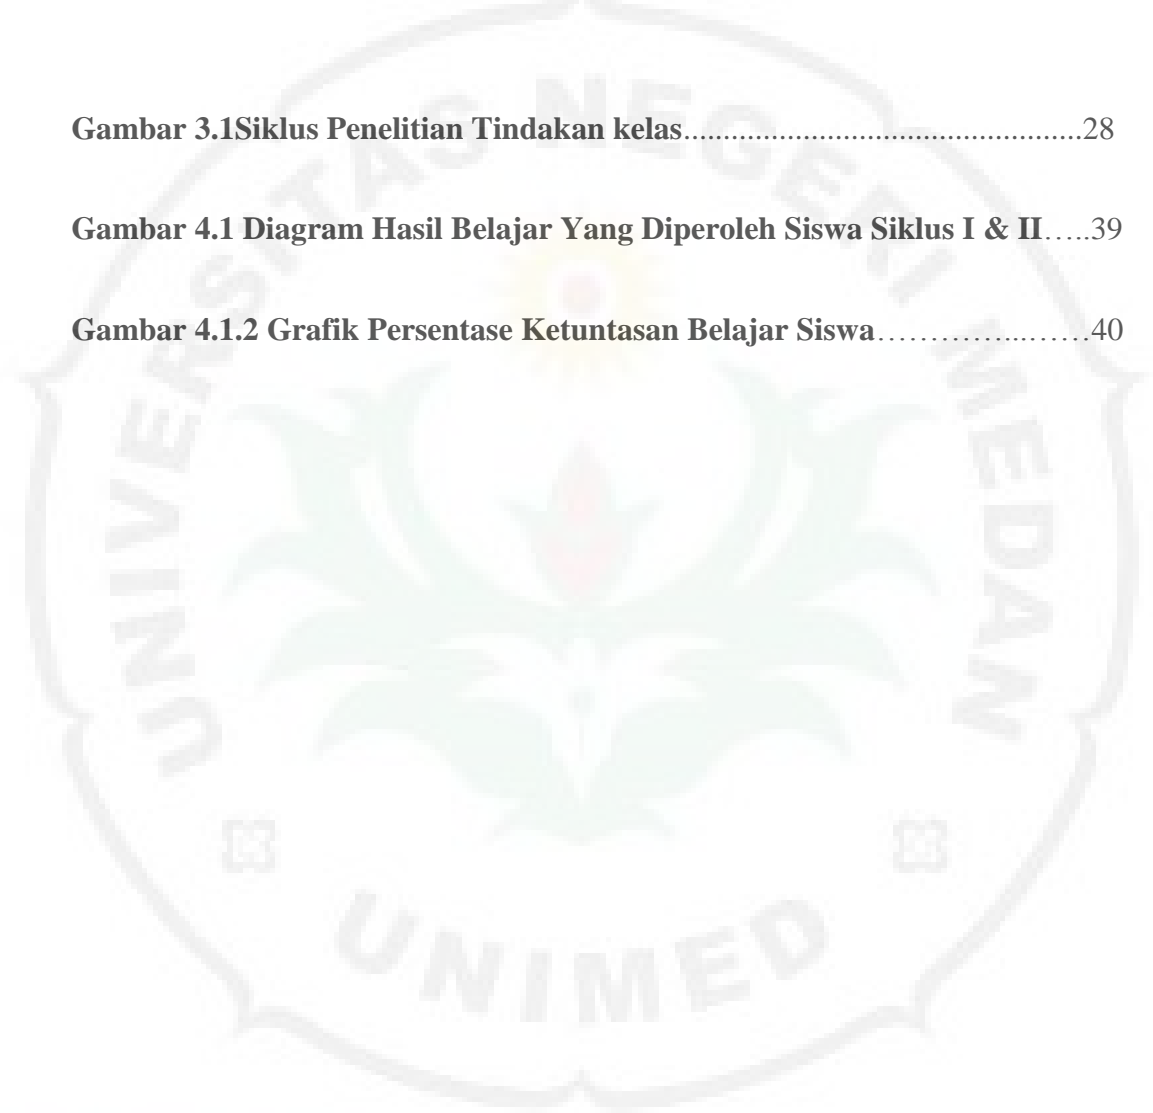 Gambar 3.1Siklus Penelitian Tindakan kelas..................................................28
Gambar 4.1 Diagram Hasil Belajar Yang Diperoleh Siswa Siklus I & II…..39
Gambar 4.1.2 Grafik Persentase Ketuntasan Belajar Siswa…………...……40
UNIVERSITAS NEGERI MEDAN
UNIMED